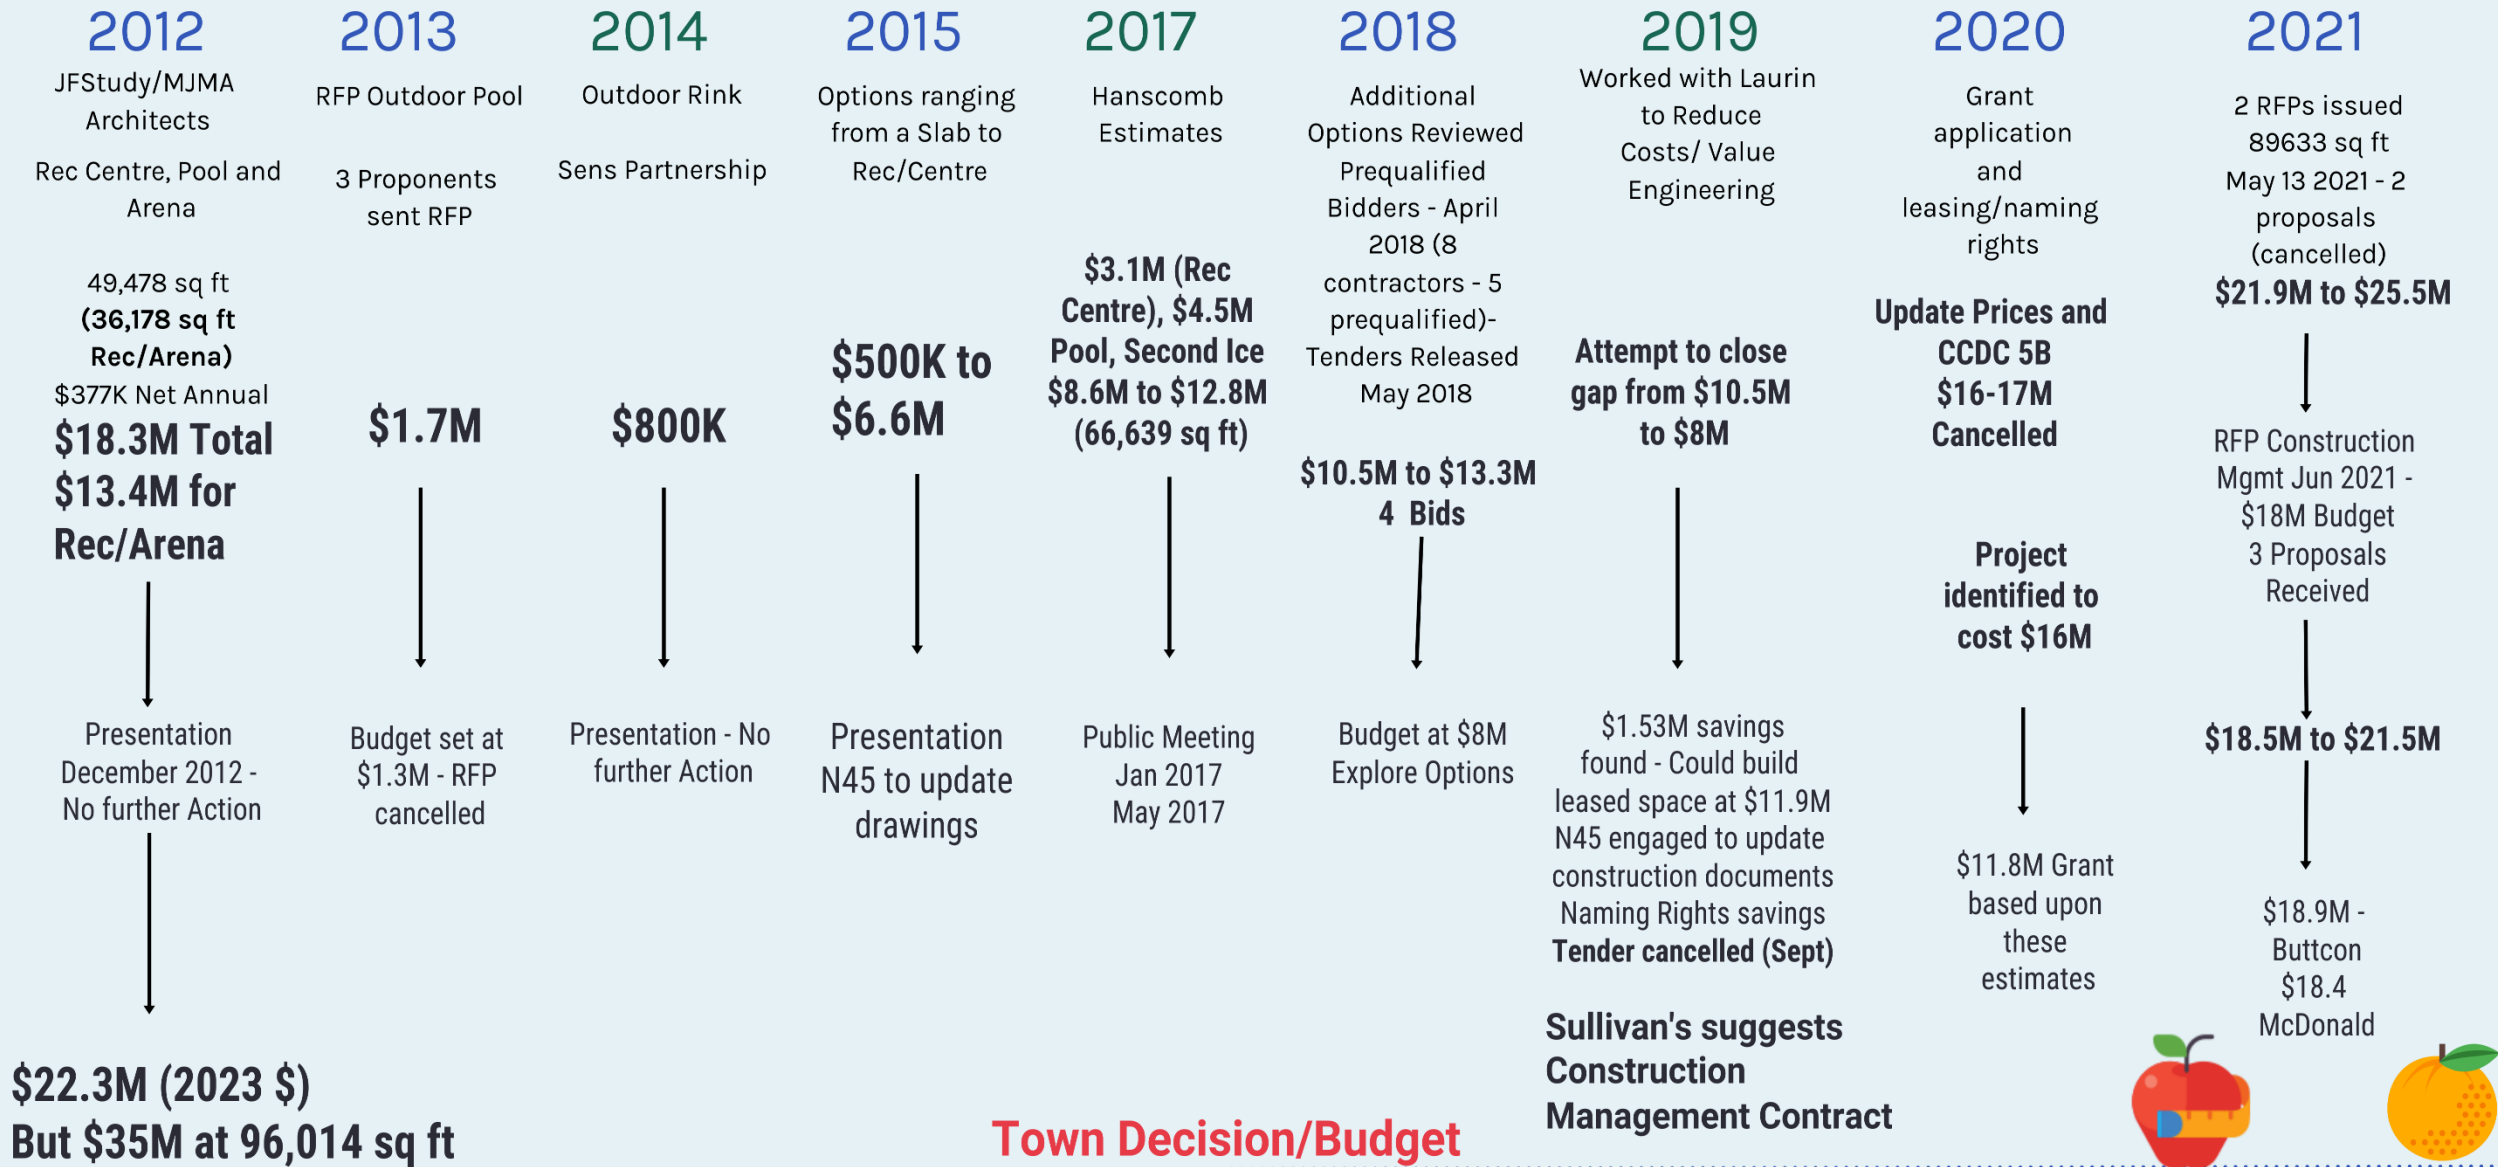 2012
JFStudy/MJMA
Architects
Rec Centre, Pool and
Arena
49,478 sq ft
(36,178 sq ft
Rec/Arena)
$377K Net Annual
$18.3M Total
$13.4M for
Rec/Arena
Presentation
December 2012 -
No further Action
$22.3M (2023 $)
But $35M at 96,014 sq ft
2013
RFP Outdoor Pool
3 Proponents
sent RFP
$1.7M
Budget set at
$1.3M - RFP
cancelled
2014
Outdoor Rink
Sens Partnership
$800K
Presentation - No
further Action
2015
Options ranging
from a Slab to
Rec/Centre
$500K to
$6.6M
Presentation
N45 to update
drawings
2017
Hanscomb
Estimates
$3.1M (Rec
Centre), $4.5M
Pool, Second Ice
$8.6M to $12.8M
(66,639 sq ft)
Public Meeting
Jan 2017
May 2017
2018
Additional
Options Reviewed
Prequalified
Bidders - April
2018 (8
contractors - 5
prequalified)-
Tenders Released
May 2018
$10.5M to $13.3M
4 Bids
Budget at $8M
Explore Options
2019
Worked with Laurin
to Reduce
Costs/ Value
Engineering
Attempt to close
gap from $10.5M
to $8M
$1.53M savings
found - Could build
leased space at $11.9M
N45 engaged to update
construction documents
Naming Rights savings
Tender cancelled (Sept)
Sullivan's suggests
Construction
Management Contract
2020
Grant
application
and
leasing/naming
rights
Update Prices and
CCDC 5B
$16-17M
Cancelled
Project
identified to
cost $16M
$11.8M Grant
based upon
these
estimates
2021
2 RFPs issued
89633 sq ft
May 13 2021 - 2
proposals
(cancelled)
$21.9M to $25.5M
RFP Construction
Mgmt Jun 2021 -
$18M Budget
3 Proposals
Received
$18.5M to $21.5M
$18.9M -
Buttcon
$18.4
McDonald
Town Decision/Budget